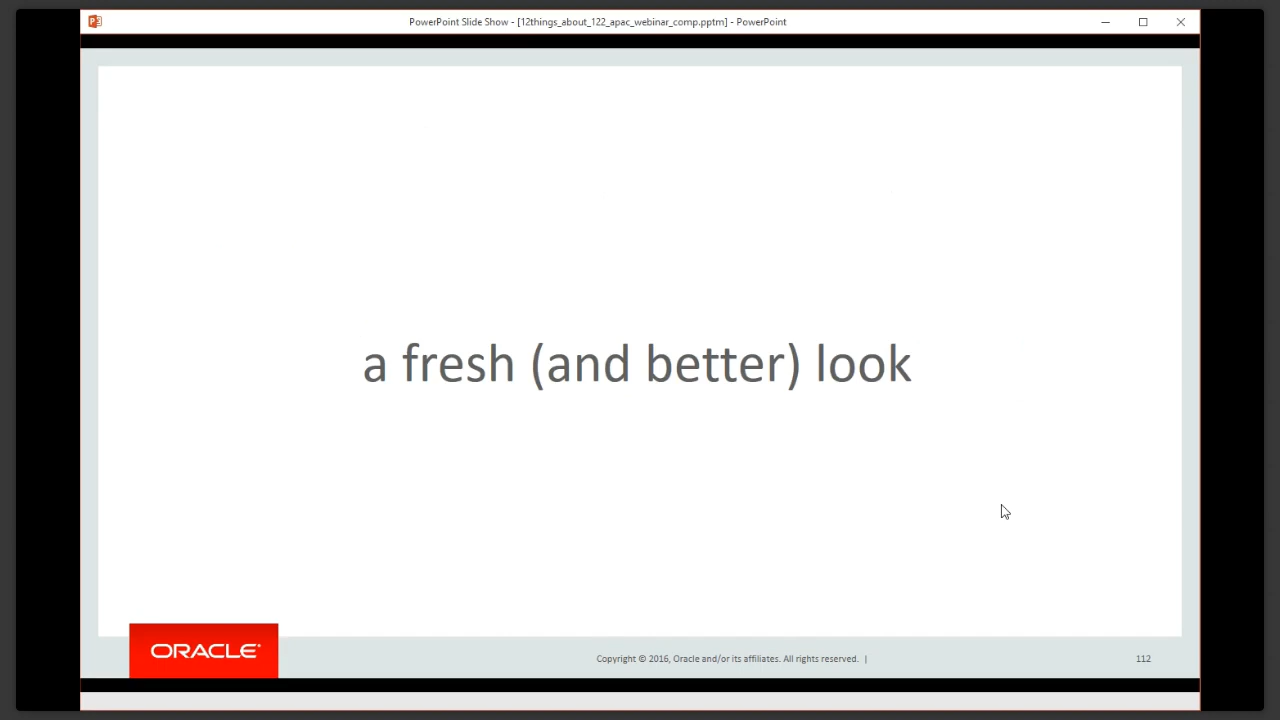 PowerPoint Slide Show - [12things_about_122_apac_webinar_comp.pptm] - PowerPoint
a fresh (and better) look
ORACLE
Copyright © 2016, Oracle and/or its affiliates. All rights reserved. |
112